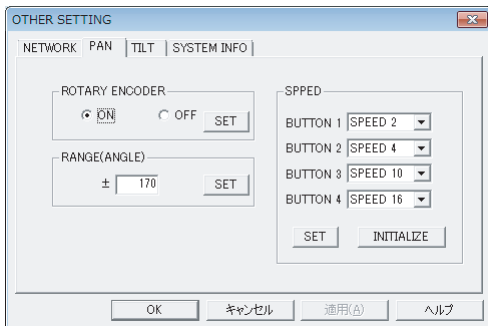 OTHER SETTING
NETWORK PAN TILT SYSTEM INFO
ROTARY ENCODER
ON OFF SET
RANGE(ANGLE)
± 170 SET
SPPED
BUTTON 1 SPEED 2
BUTTON 2 SPEED 4
BUTTON 3 SPEED 10
BUTTON 4 SPEED 16
SET INITIALIZE
OK キャンセル 適用(A) ヘルプ